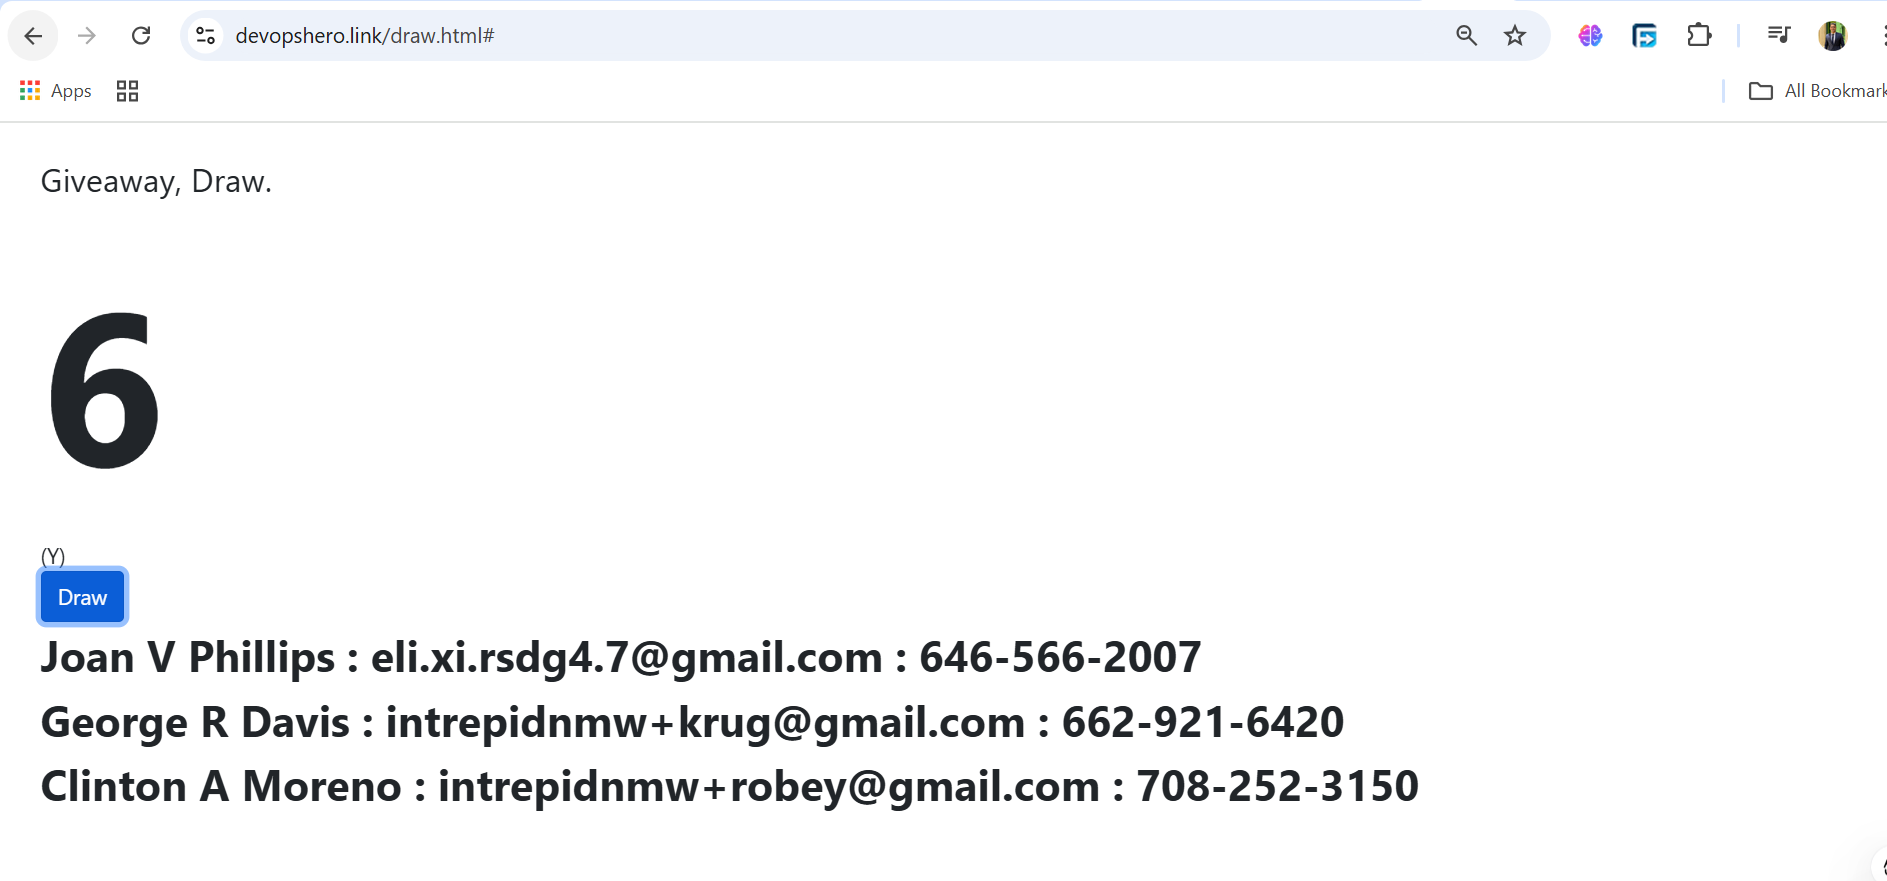 devopshero.link/draw.html#
Apps
All Bookmark
Giveaway, Draw.
6
(Y)
Draw
Joan V Phillips : eli.xi.rsdg4.7@gmail.com : 646-566-2007
George R Davis : intrepidnmw+krug@gmail.com : 662-921-6420
Clinton A Moreno : intrepidnmw+robey@gmail.com : 708-252-3150